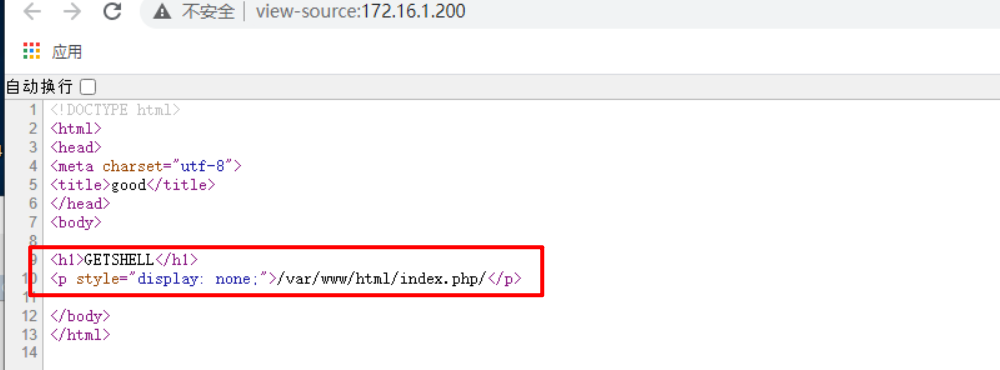 不安全 | view-source:172.16.1.200
应用
自动换行
1 <!DOCTYPE html>
2 <html>
3 <head>
4 <meta charset="utf-8">
5 <title>good</title>
6 </head>
7 <body>
8
9 <h1>GETSHELL</h1>
10 <p style="display: none;">/var/www/html/index.php/</p>
11
12 </body>
13 </html>
14